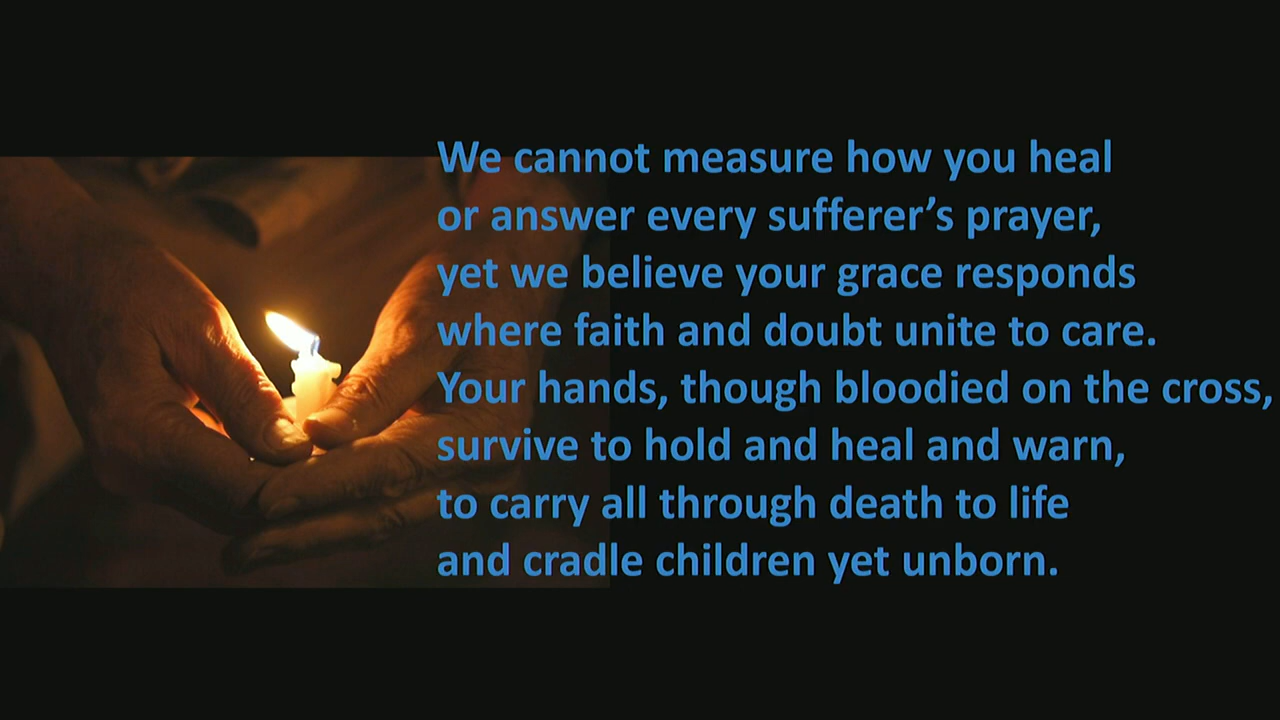 We cannot measure how you heal
or answer every sufferer’s prayer,
yet we believe your grace responds
where faith and doubt unite to care.
Your hands, though bloodied on the cross,
survive to hold and heal and warn,
to carry all through death to life
and cradle children yet unborn.